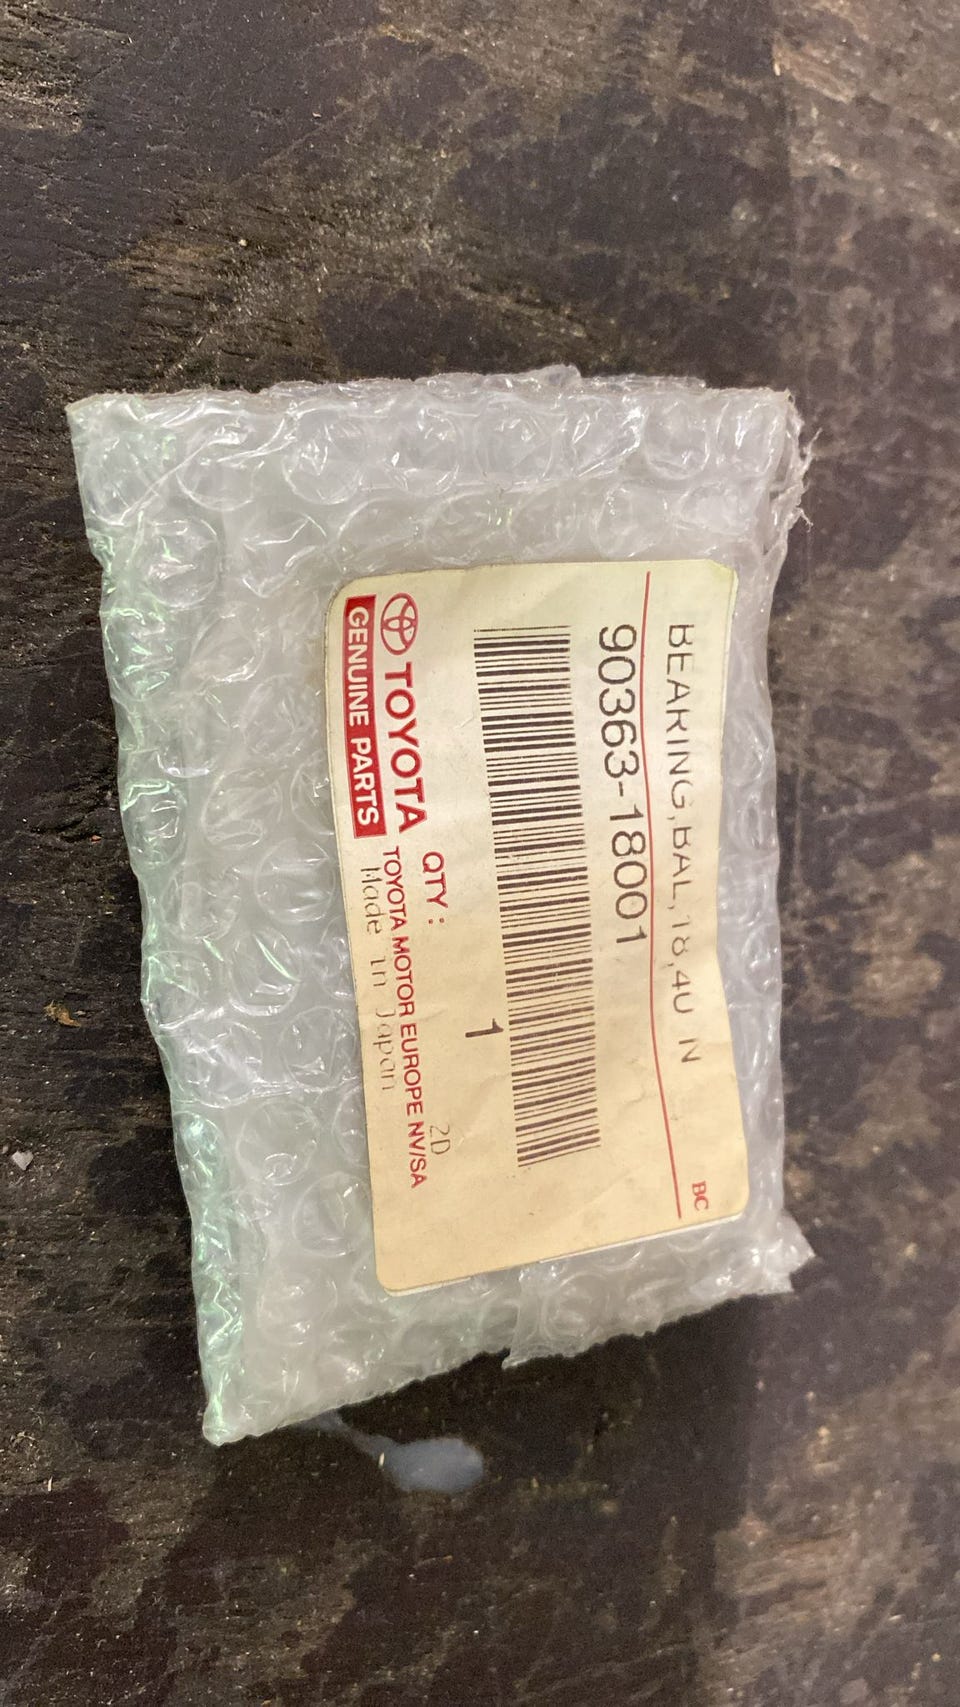 BC
BEARING,BAL,18,40 N
90363-18001
1
QTY :
2D
TOYOTA
TOYOTA MOTOR EUROPE NV/SA
GENUINE PARTS
Made in Japan